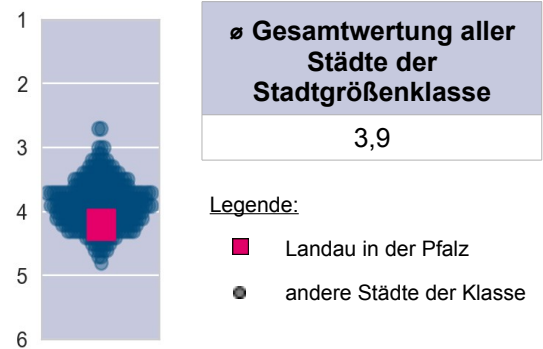 1
2
3
4
5
6
ø Gesamtwertung aller
Städte der
Stadtgrößenklasse
3,9
Legende:
Landau in der Pfalz
andere Städte der Klasse